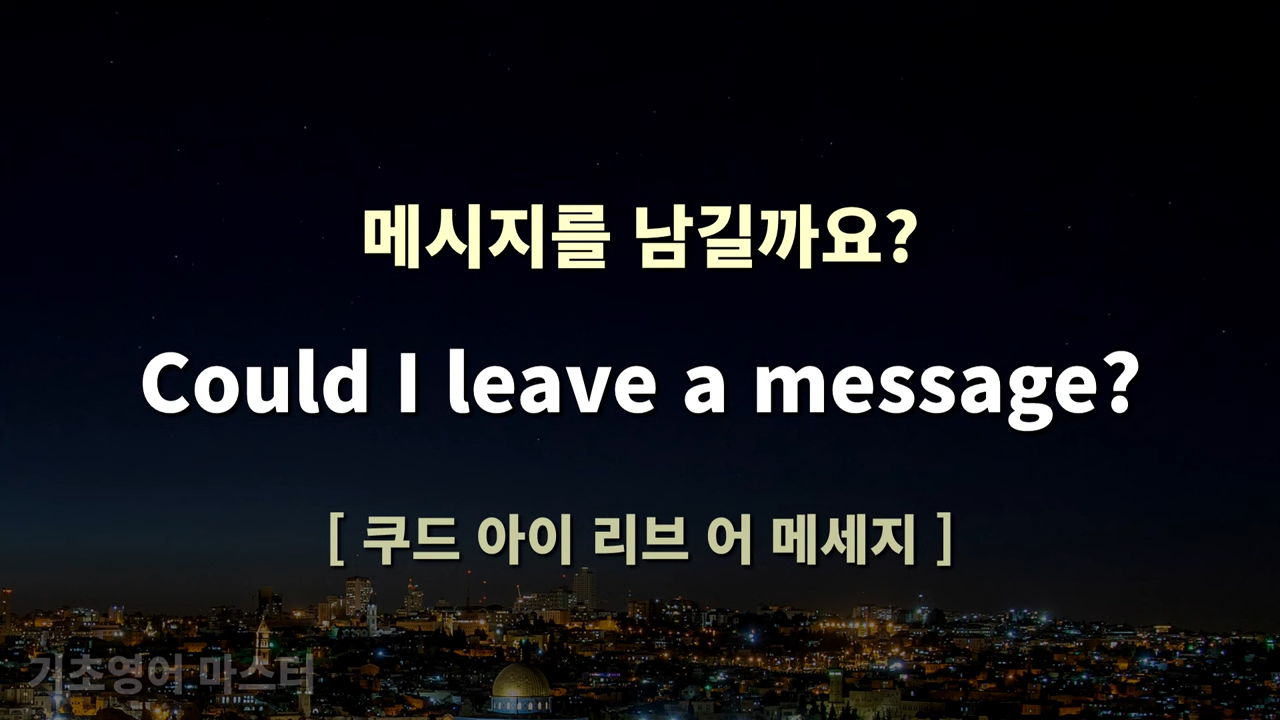 메시지를 남길까요?
Could I leave a message?
[ 쿠드 아이 리브 어 메세지 ]
기초영어 마스터